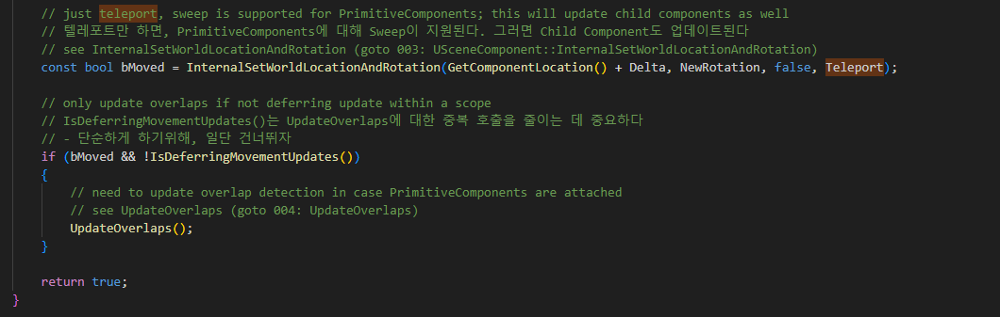 // just teleport, sweep is supported for PrimitiveComponents; this will update child components as well
// 텔레포트만 하면, PrimitiveComponents에 대해 Sweep이 지원된다. 그러면 Child Component도 업데이트된다
// see InternalSetWorldLocationAndRotation (goto 003: USceneComponent::InternalSetWorldLocationAndRotation)
const bool bMoved = InternalSetWorldLocationAndRotation(GetComponentLocation() + Delta, NewRotation, false, Teleport);
// only update overlaps if not deferring update within a scope
// IsDeferringMovementUpdates()는 UpdateOverlaps에 대한 중복 호출을 줄이는 데 중요하다
// - 단순하게 하기위해, 일단 건너뛰자
if (bMoved && !IsDeferringMovementUpdates())
{
// need to update overlap detection in case PrimitiveComponents are attached
// see UpdateOverlaps (goto 004: UpdateOverlaps)
UpdateOverlaps();
}
return true;
}